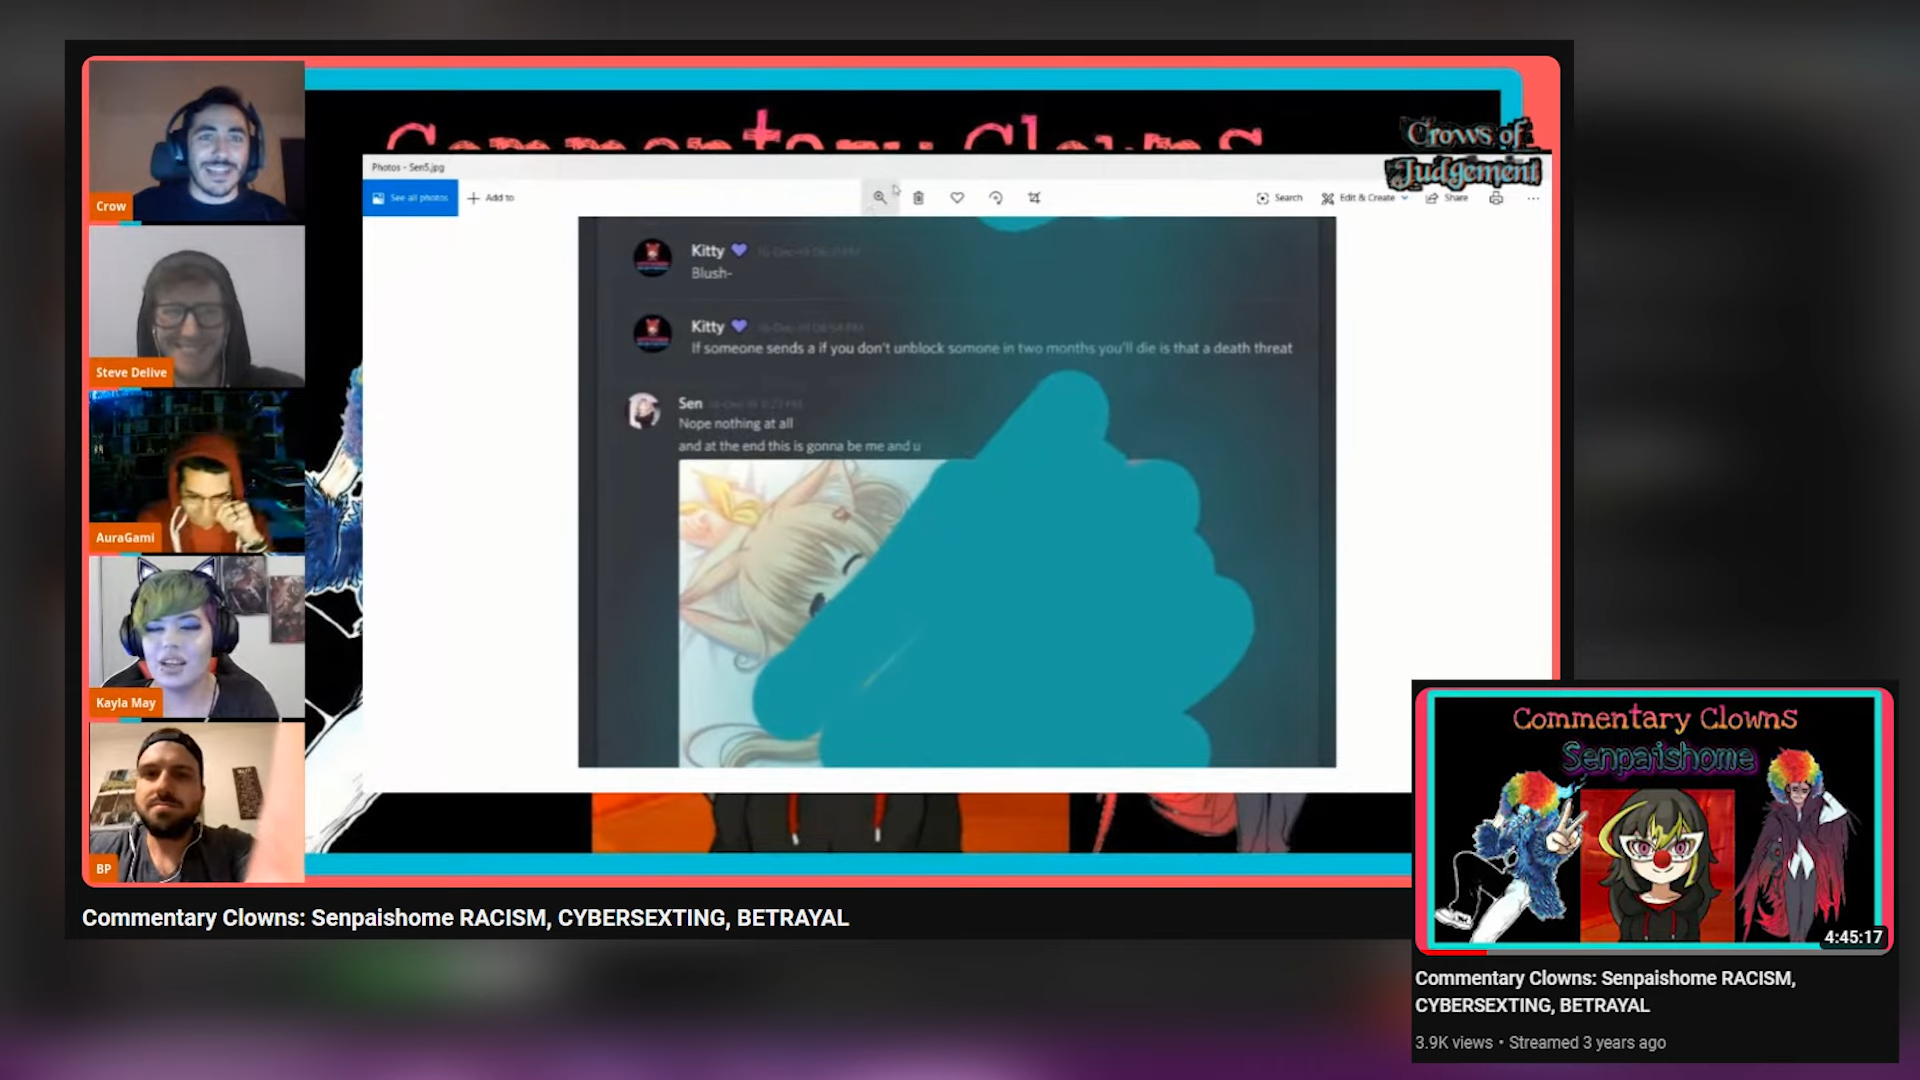 Commentary Clowns
Crows of
Judgement
Photos - Sen5.jpg
See all photos
Add to
Search
Edit & Create
Share
Crow
Steve Delive
AuraGami
Kayla May
BP
Kitty
Blush-
Kitty
If someone sends a if you don't unblock somone in two months you'll die is that a death threat
Sen
Nope nothing at all
and at the end this is gonna be me and u
Commentary Clowns: Senpaishome RACISM, CYBERSEXTING, BETRAYAL
Commentary Clowns
Senpaishome
4:45:17
Commentary Clowns: Senpaishome RACISM,
CYBERSEXTING, BETRAYAL
3.9K views • Streamed 3 years ago